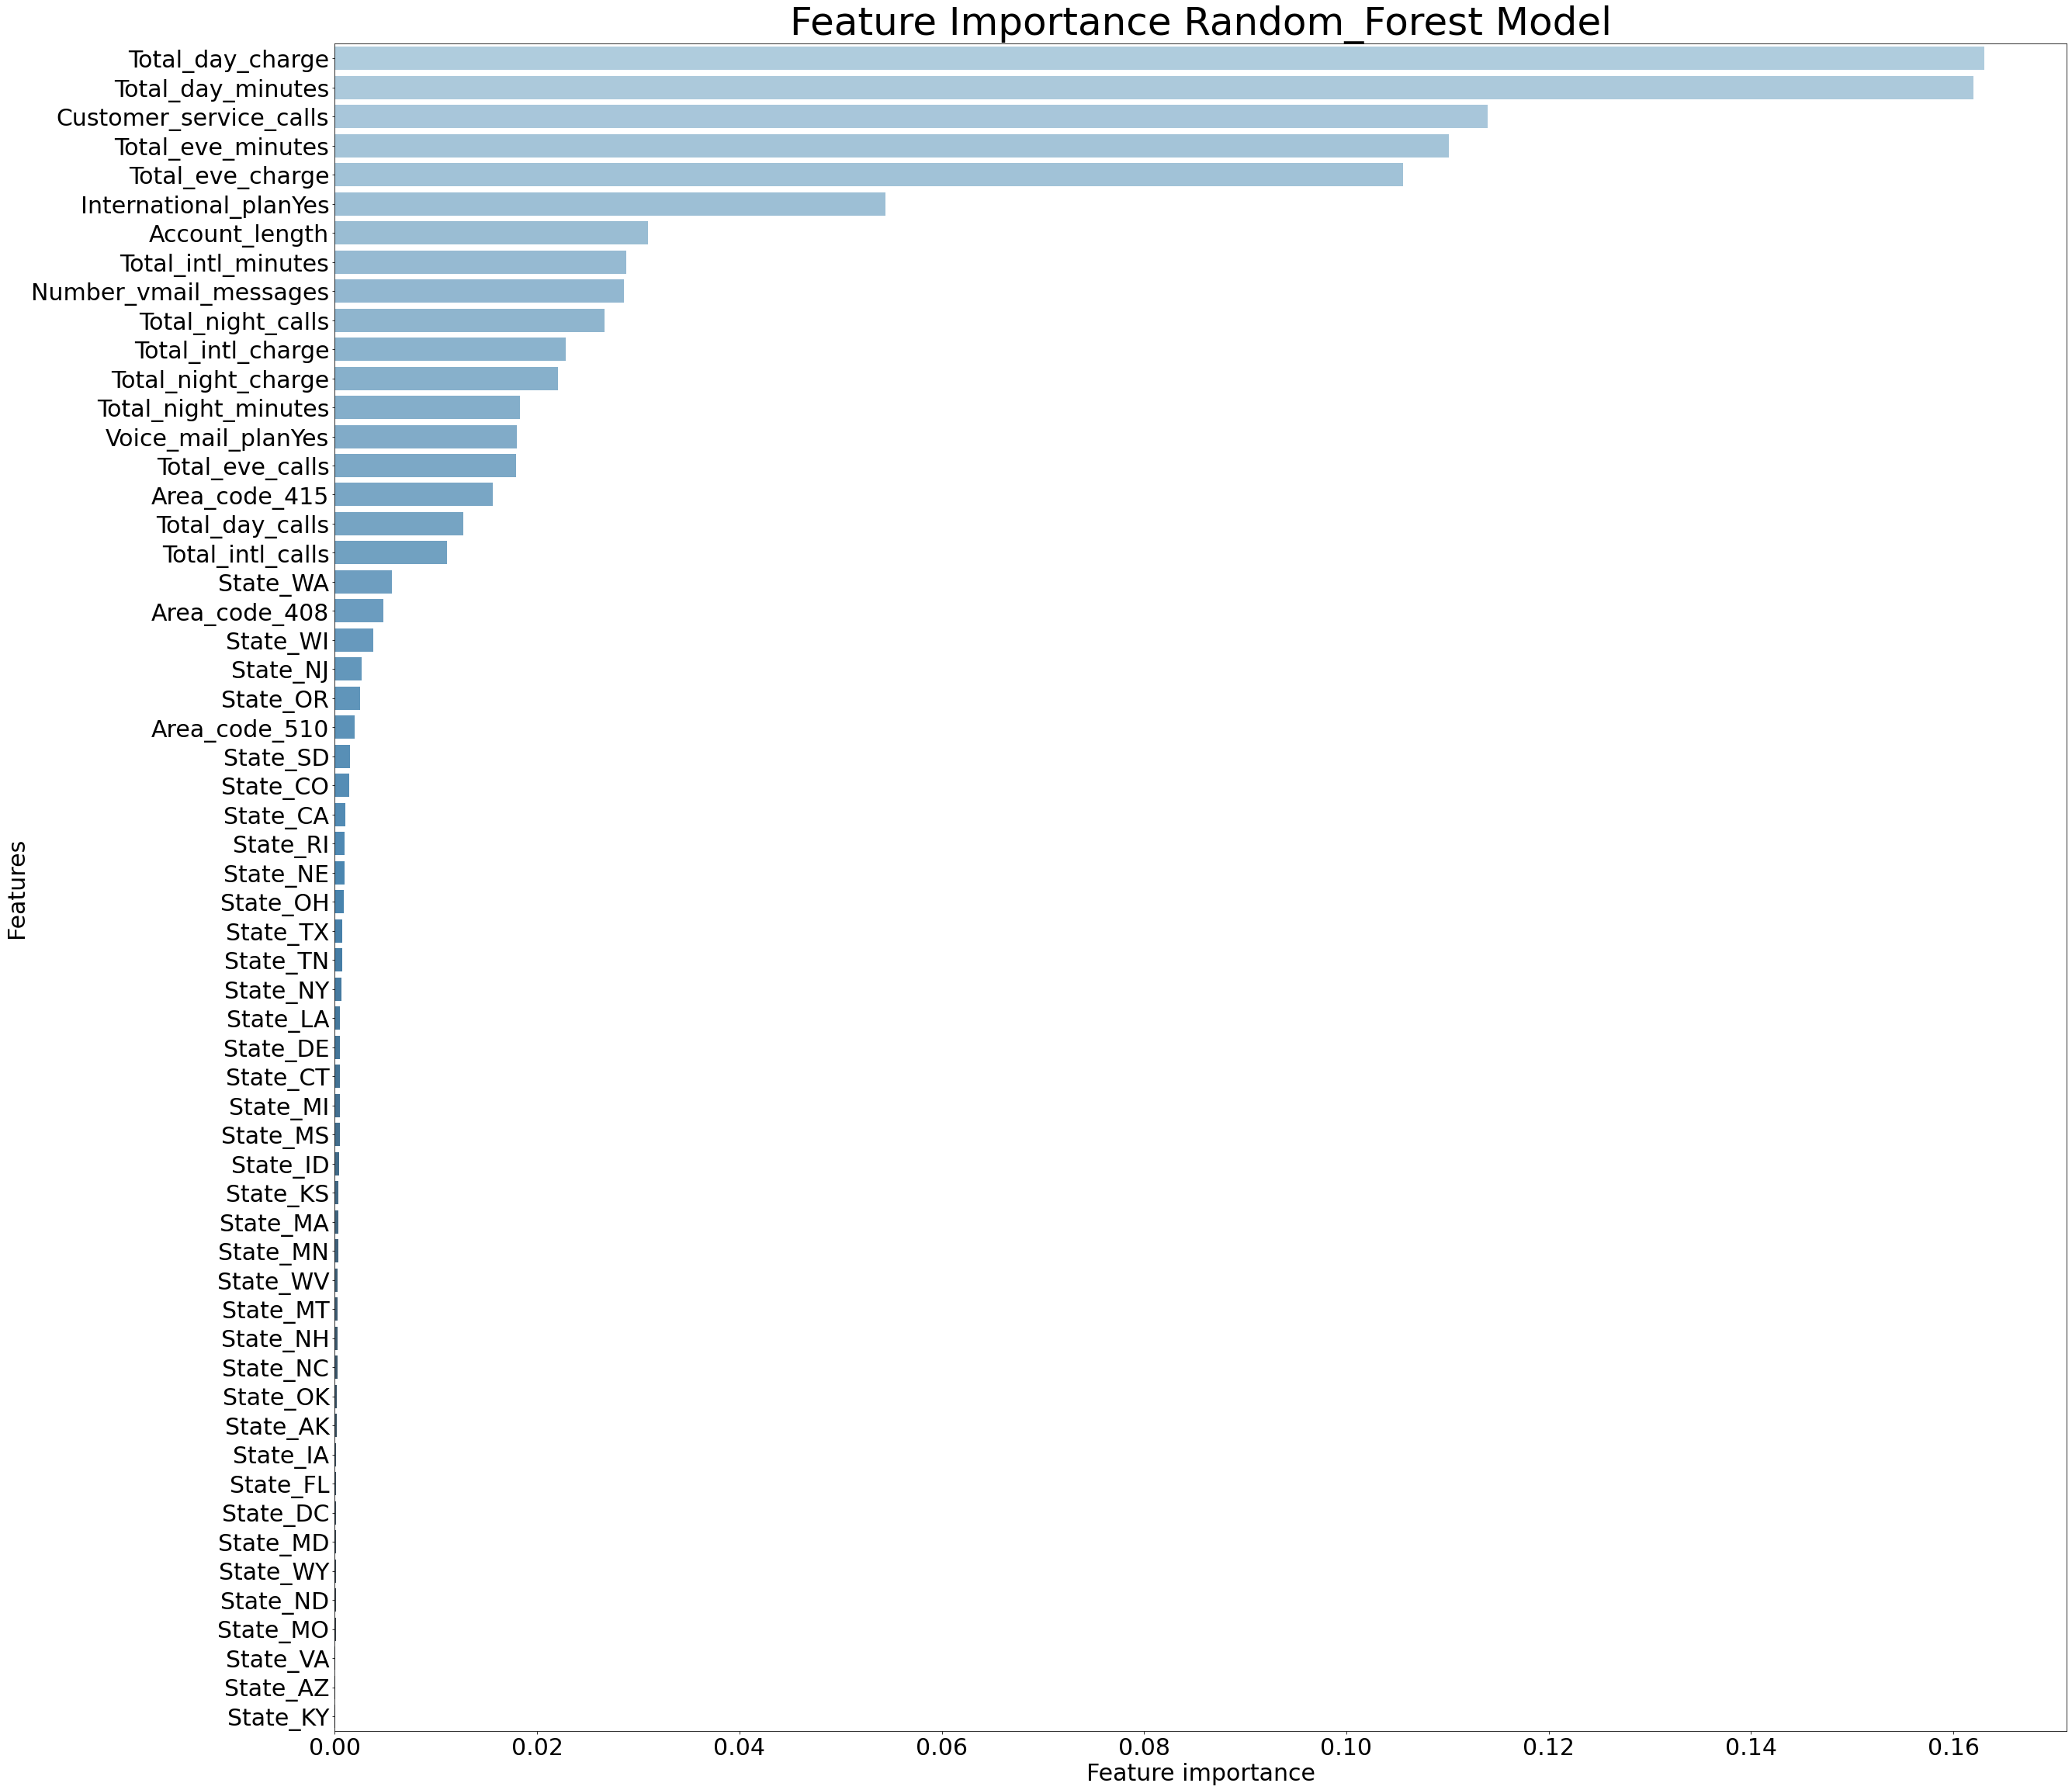 Feature Importance Random_Forest Model
Total_day_charge
Total_day_minutes
Customer_service_calls
Total_eve_minutes
Total_eve_charge
International_planYes
Account_length
Total_intl_minutes
Number_vmail_messages
Total_night_calls
Total_intl_charge
Total_night_charge
Total_night_minutes
Voice_mail_planYes
Total_eve_calls
Area_code_415
Total_day_calls
Total_intl_calls
State_WA
Area_code_408
State_WI
State_NJ
State_OR
Area_code_510
State_SD
State_CO
State_CA
State_RI
State_NE
State_OH
State_TX
State_TN
State_NY
State_LA
State_DE
State_CT
State_MI
State_MS
State_ID
State_KS
State_MA
State_MN
State_WV
State_MT
State_NH
State_NC
State_OK
State_AK
State_IA
State_FL
State_DC
State_MD
State_WY
State_ND
State_MO
State_VA
State_AZ
State_KY
Features
0.00 0.02 0.04 0.06 0.08 0.10 0.12 0.14 0.16
Feature importance